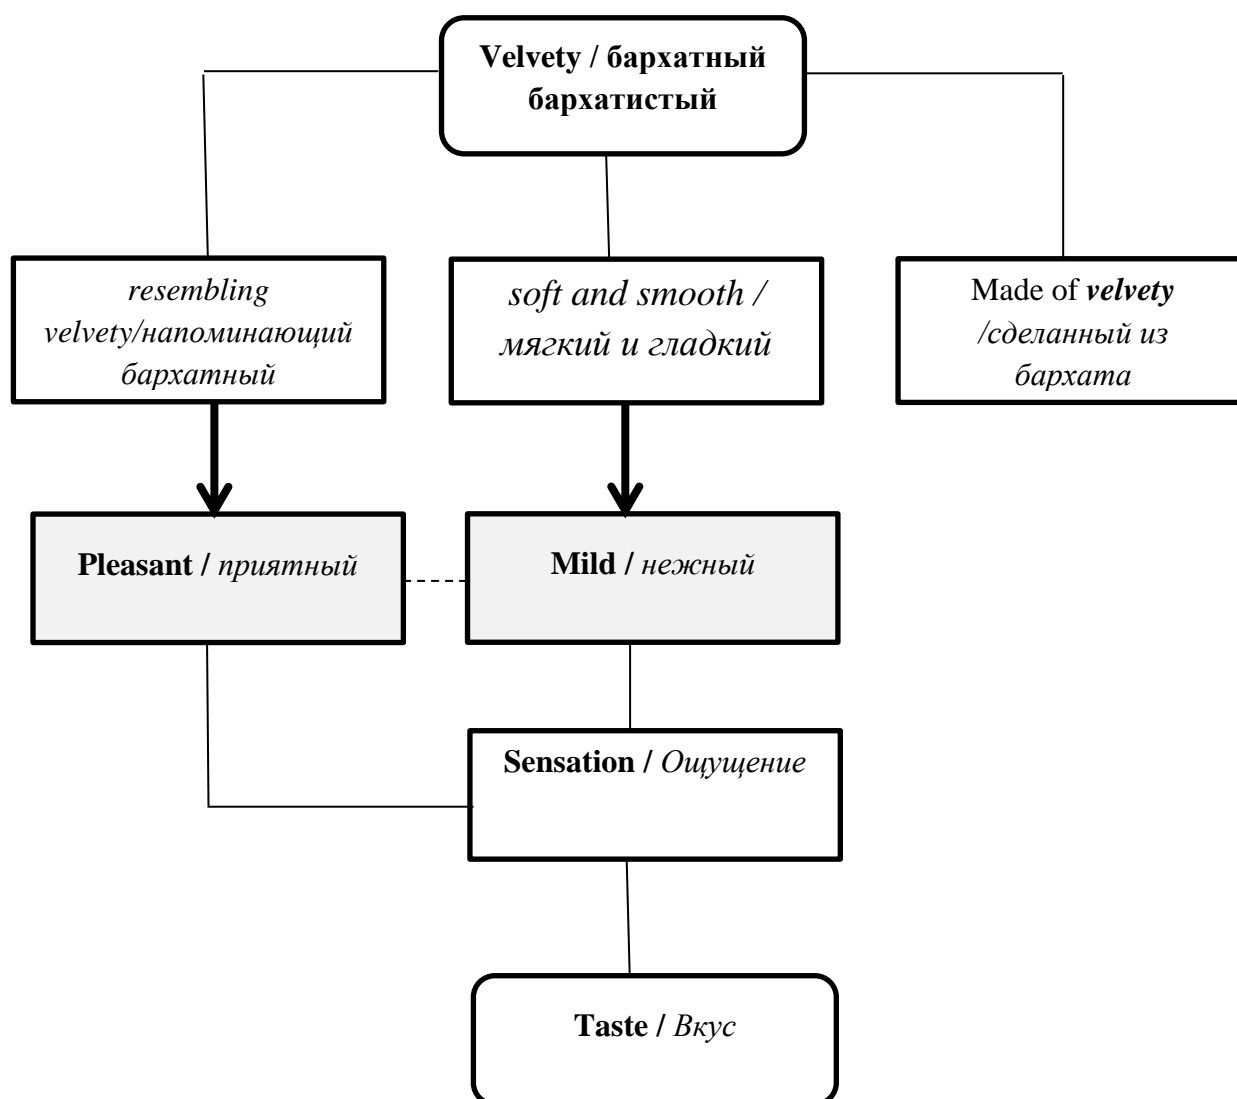 Velvety / бархатный
бархатистый
resembling
velvety/напоминающий
бархатный
soft and smooth /
мягкий и гладкий
Made of velvety
/сделанный из
бархата
Pleasant / приятный
Mild / нежный
Sensation / Ощущение
Taste / Вкус